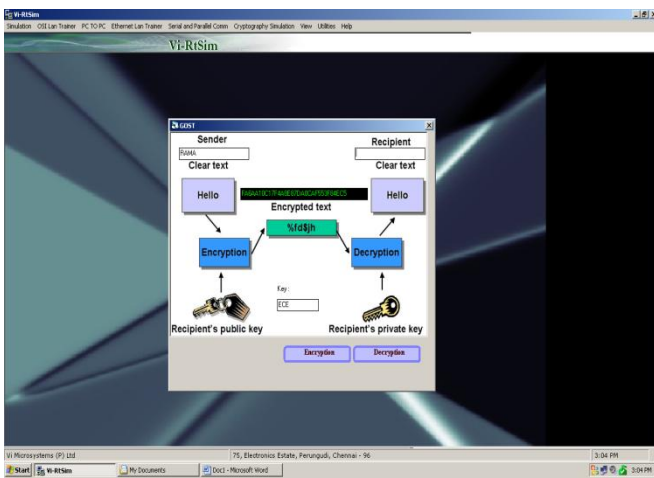 Vi-RtSim
Simulation OSI Lan Trainer PC TO PC Ethernet Lan Trainer Serial and Parallel Comm Cryptography Simulation View Utilities Help
Vi-RtSim
GOST
Sender
Recipient
RAMA
Clear text
Clear text
Hello
Hello
Encrypted text
%fd$jh
Encryption
Decryption
Key :
ECE
Recipient's public key
Recipient's private key
Encryption
Decryption
Vi Microsystems (P) Ltd
75, Electronics Estate, Perungudi, Chennai - 96
3:04 PM
Start
Vi-RtSim
My Documents
Doc1 - Microsoft Word
3:04 PM